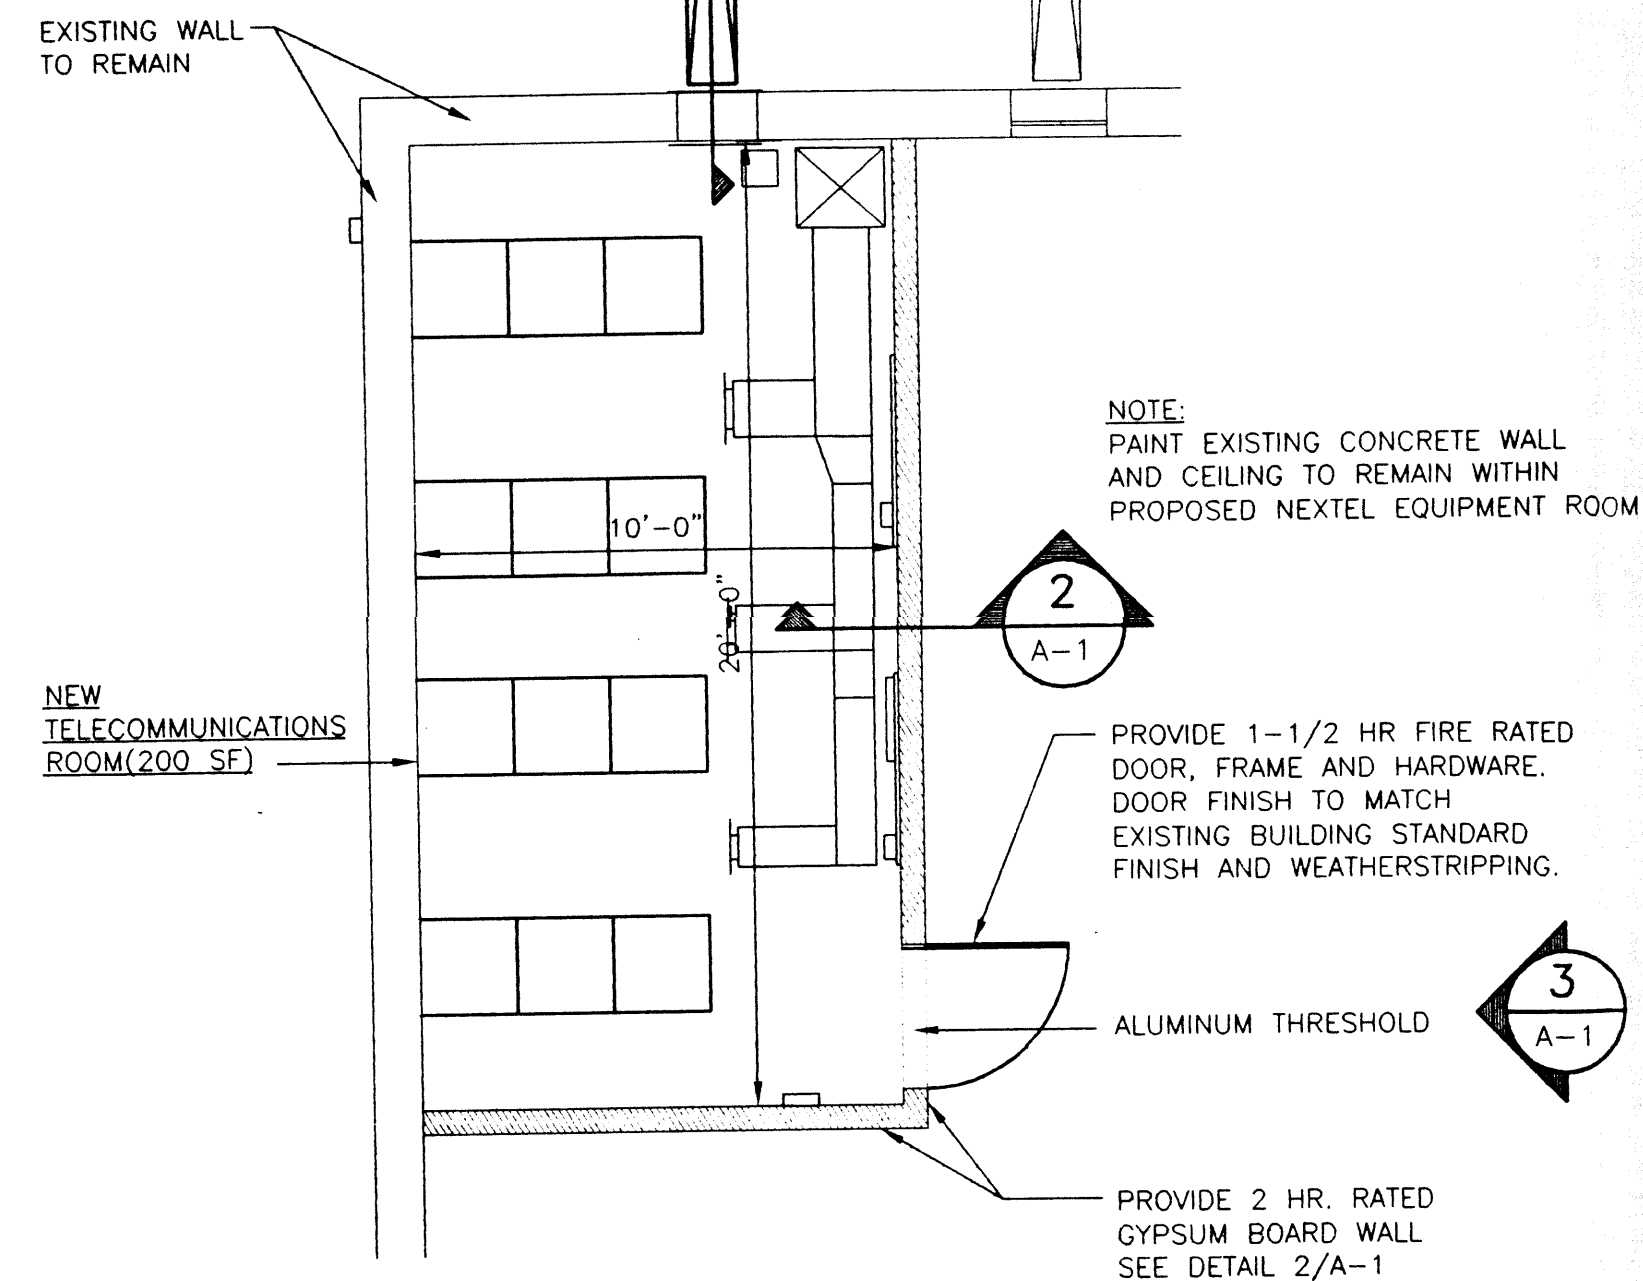 EXISTING WALL
TO REMAIN
NOTE:
PAINT EXISTING CONCRETE WALL
AND CEILING TO REMAIN WITHIN
PROPOSED NEXTEL EQUIPMENT ROOM
10'-0"
20'-0"
2
A-1
NEW
TELECOMMUNICATIONS
ROOM(200 SF)
PROVIDE 1-1/2 HR FIRE RATED
DOOR, FRAME AND HARDWARE.
DOOR FINISH TO MATCH
EXISTING BUILDING STANDARD
FINISH AND WEATHERSTRIPPING.
3
A-1
ALUMINUM THRESHOLD
PROVIDE 2 HR. RATED
GYPSUM BOARD WALL
SEE DETAIL 2/A-1